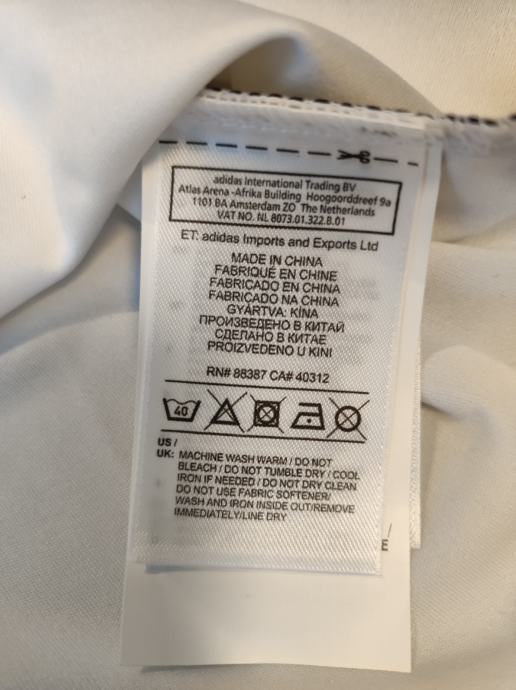 adidas International Trading BV
Atlas Arena -Afrika Building Hoogoorddreef 9a
1101 BA Amsterdam ZO The Netherlands
VAT NO. NL 8073.01.322.B.01
ET: adidas Imports and Exports Ltd
MADE IN CHINA
FABRIQUÉ EN CHINE
FABRICADO EN CHINA
FABRICADO NA CHINA
GYÁRTVA: KÍNA
ПРОИЗВЕДЕНО В КИТАЙ
СДЕЛАНО В КИТАЕ
PROIZVEDENO U KINI
RN# 88387 CA# 40312
40
US /
UK: MACHINE WASH WARM / DO NOT
BLEACH / DO NOT TUMBLE DRY / COOL
IRON IF NEEDED / DO NOT DRY CLEAN
DO NOT USE FABRIC SOFTENER/
WASH AND IRON INSIDE OUT/REMOVE
IMMEDIATELY/LINE DRY
/
E